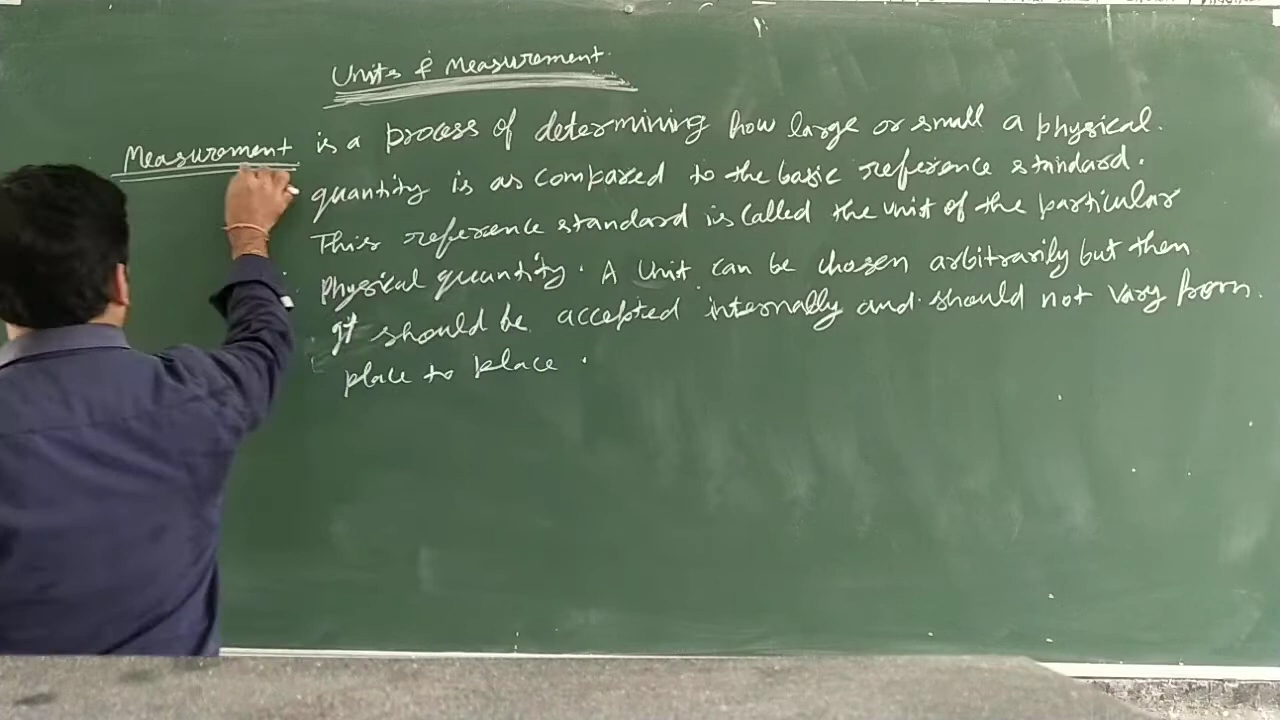 Units & Measurement.
Measurement is a process of determining how large or small a physical.
quantity is as compared to the basic reference standard.
This reference standard is called the unit of the particular
Physical quantity. A Unit can be chosen arbitrarily but then
It should be accepted internally and should not vary from.
place to place.